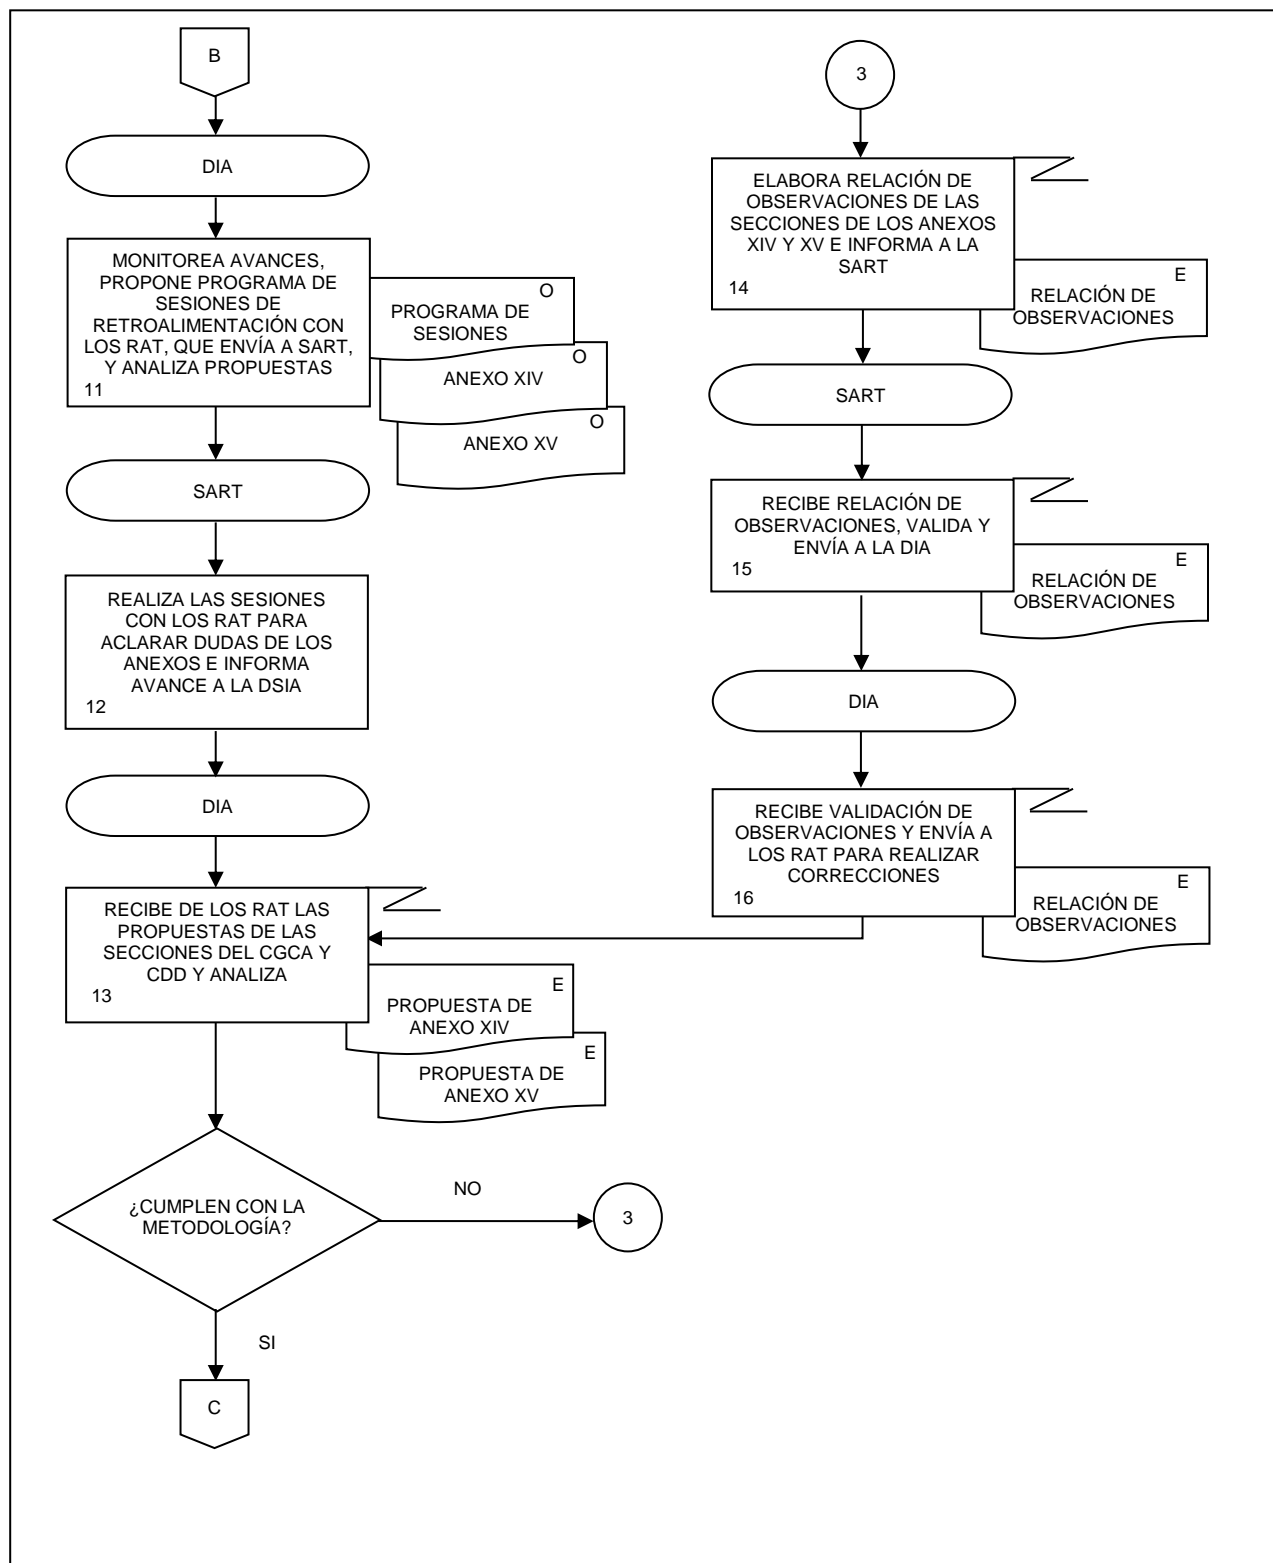 B
DIA
MONITOREA AVANCES,
PROPONE PROGRAMA DE
SESIONES DE
RETROALIMENTACIÓN CON
LOS RAT, QUE ENVÍA A SART,
Y ANALIZA PROPUESTAS
11
O
PROGRAMA DE
SESIONES
O
ANEXO XIV
O
ANEXO XV
SART
REALIZA LAS SESIONES
CON LOS RAT PARA
ACLARAR DUDAS DE LOS
ANEXOS E INFORMA
AVANCE A LA DSIA
12
DIA
RECIBE DE LOS RAT LAS
PROPUESTAS DE LAS
SECCIONES DEL CGCA Y
CDD Y ANALIZA
13
E
PROPUESTA DE
ANEXO XIV
E
PROPUESTA DE
ANEXO XV
¿CUMPLEN CON LA
METODOLOGÍA?
NO
3
SI
C
3
ELABORA RELACIÓN DE
OBSERVACIONES DE LAS
SECCIONES DE LOS ANEXOS
XIV Y XV E INFORMA A LA
SART
14
E
RELACIÓN DE
OBSERVACIONES
SART
RECIBE RELACIÓN DE
OBSERVACIONES, VALIDA Y
ENVÍA A LA DIA
15
E
RELACIÓN DE
OBSERVACIONES
DIA
RECIBE VALIDACIÓN DE
OBSERVACIONES Y ENVÍA A
LOS RAT PARA REALIZAR
CORRECCIONES
16
E
RELACIÓN DE
OBSERVACIONES